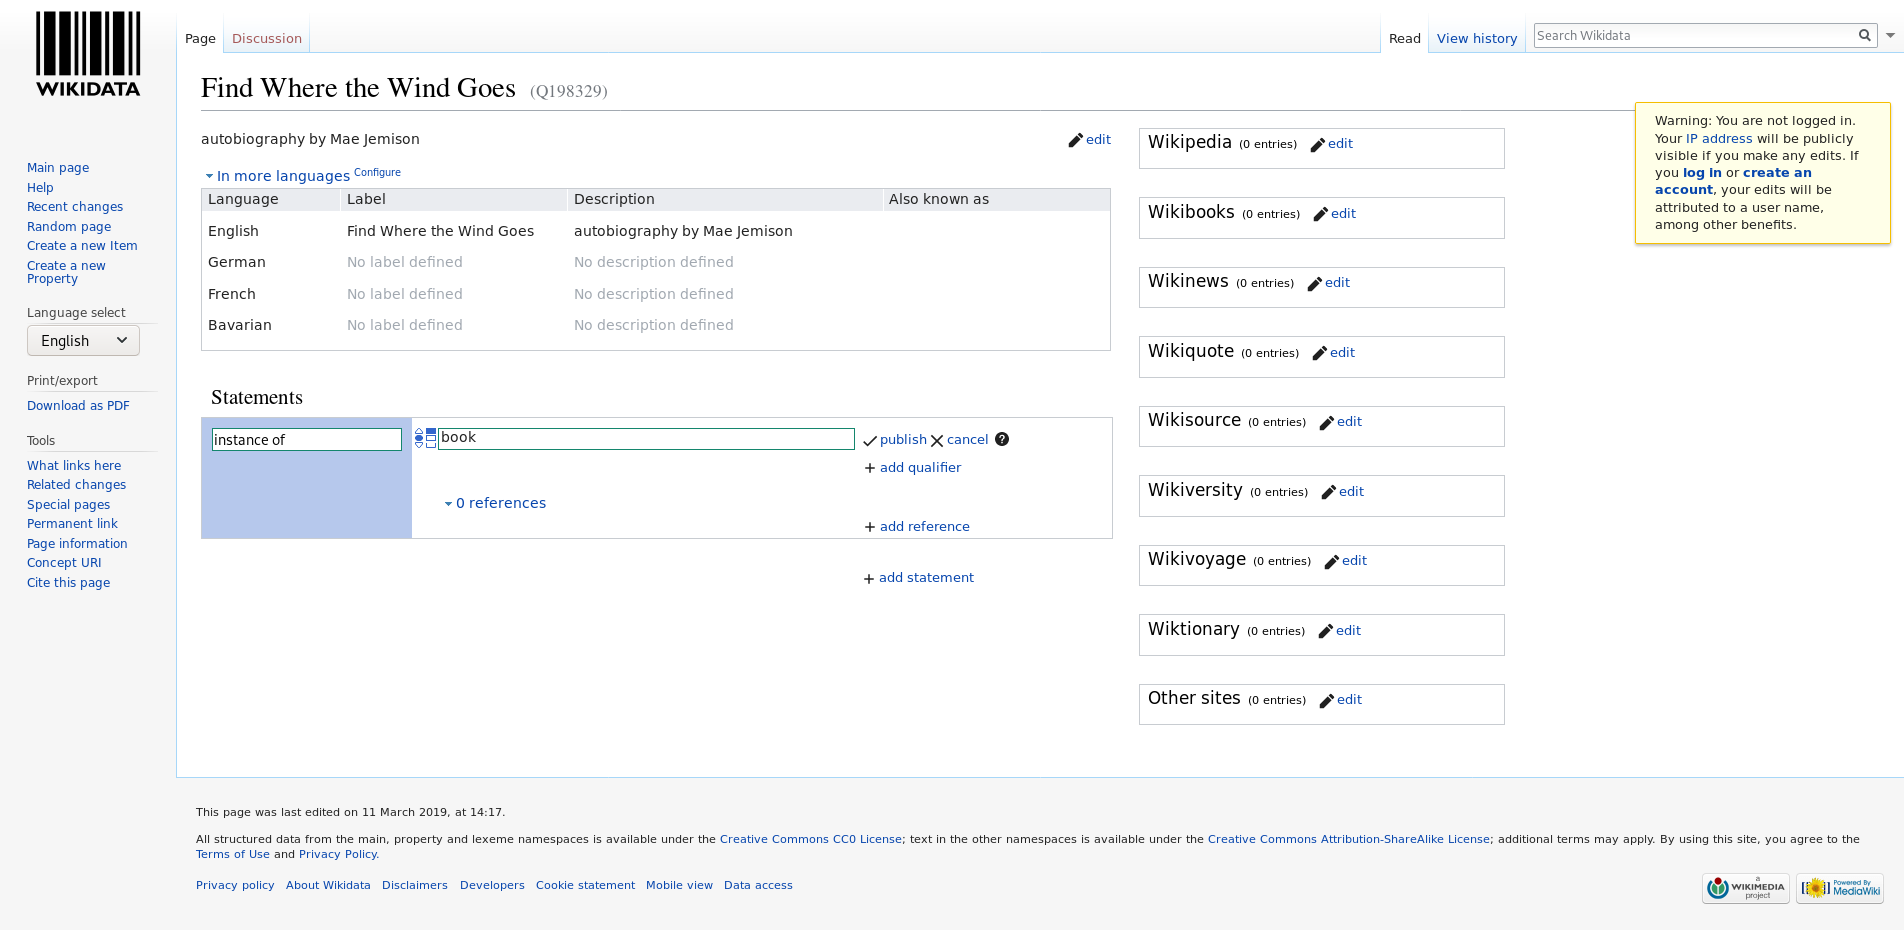 WIKIDATA
Page
Discussion
Read
View history
Search Wikidata
Find Where the Wind Goes (Q198329)
Warning: You are not logged in.
Your IP address will be publicly
visible if you make any edits. If
you log in or create an
account, your edits will be
attributed to a user name,
among other benefits.
Main page
Help
Recent changes
Random page
Create a new Item
Create a new
Property
Language select
English
Print/export
Download as PDF
Tools
What links here
Related changes
Special pages
Permanent link
Page information
Concept URI
Cite this page
autobiography by Mae Jemison
edit
In more languages Configure
Language Label Description Also known as
English Find Where the Wind Goes autobiography by Mae Jemison
German No label defined No description defined
French No label defined No description defined
Bavarian No label defined No description defined
Statements
instance of
book
publish cancel ?
+ add qualifier
0 references
+ add reference
+ add statement
Wikipedia (0 entries) edit
Wikibooks (0 entries) edit
Wikinews (0 entries) edit
Wikiquote (0 entries) edit
Wikisource (0 entries) edit
Wikiversity (0 entries) edit
Wikivoyage (0 entries) edit
Wiktionary (0 entries) edit
Other sites (0 entries) edit
This page was last edited on 11 March 2019, at 14:17.
All structured data from the main, property and lexeme namespaces is available under the Creative Commons CC0 License; text in the other namespaces is available under the Creative Commons Attribution-ShareAlike License; additional terms may apply. By using this site, you agree to the
Terms of Use and Privacy Policy.
Privacy policy About Wikidata Disclaimers Developers Cookie statement Mobile view Data access
a
WIKIMEDIA
project
Powered By
MediaWiki